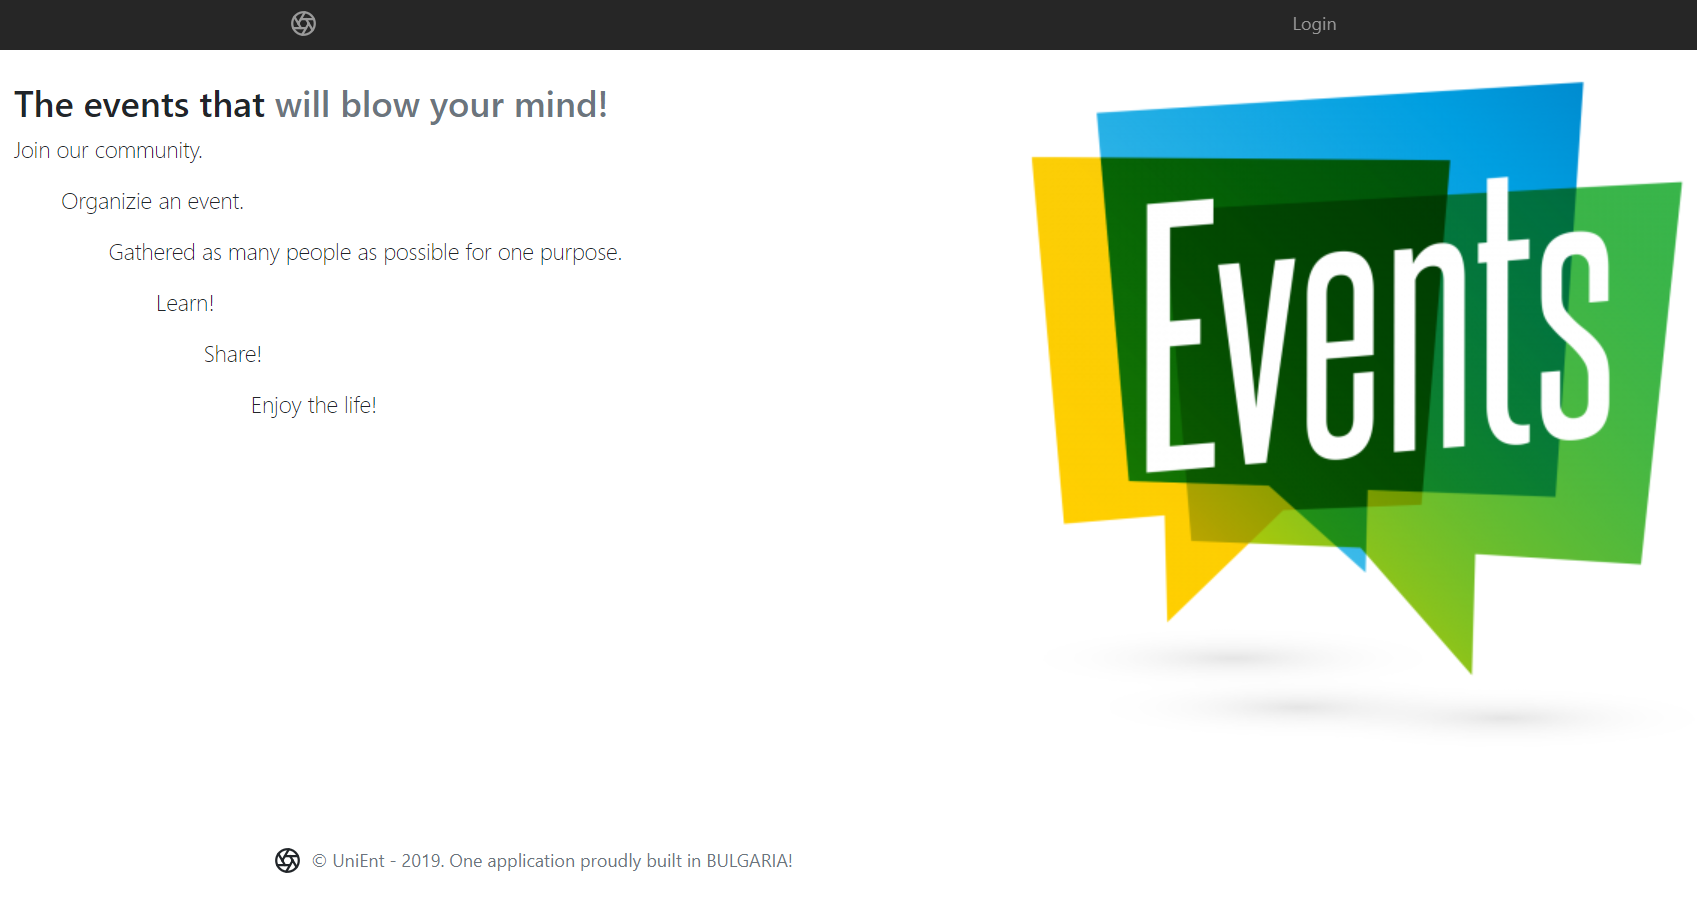 Login
The events that will blow your mind!
Join our community.
Organizie an event.
Gathered as many people as possible for one purpose.
Learn!
Share!
Enjoy the life!
Events
© UniEnt - 2019. One application proudly built in BULGARIA!